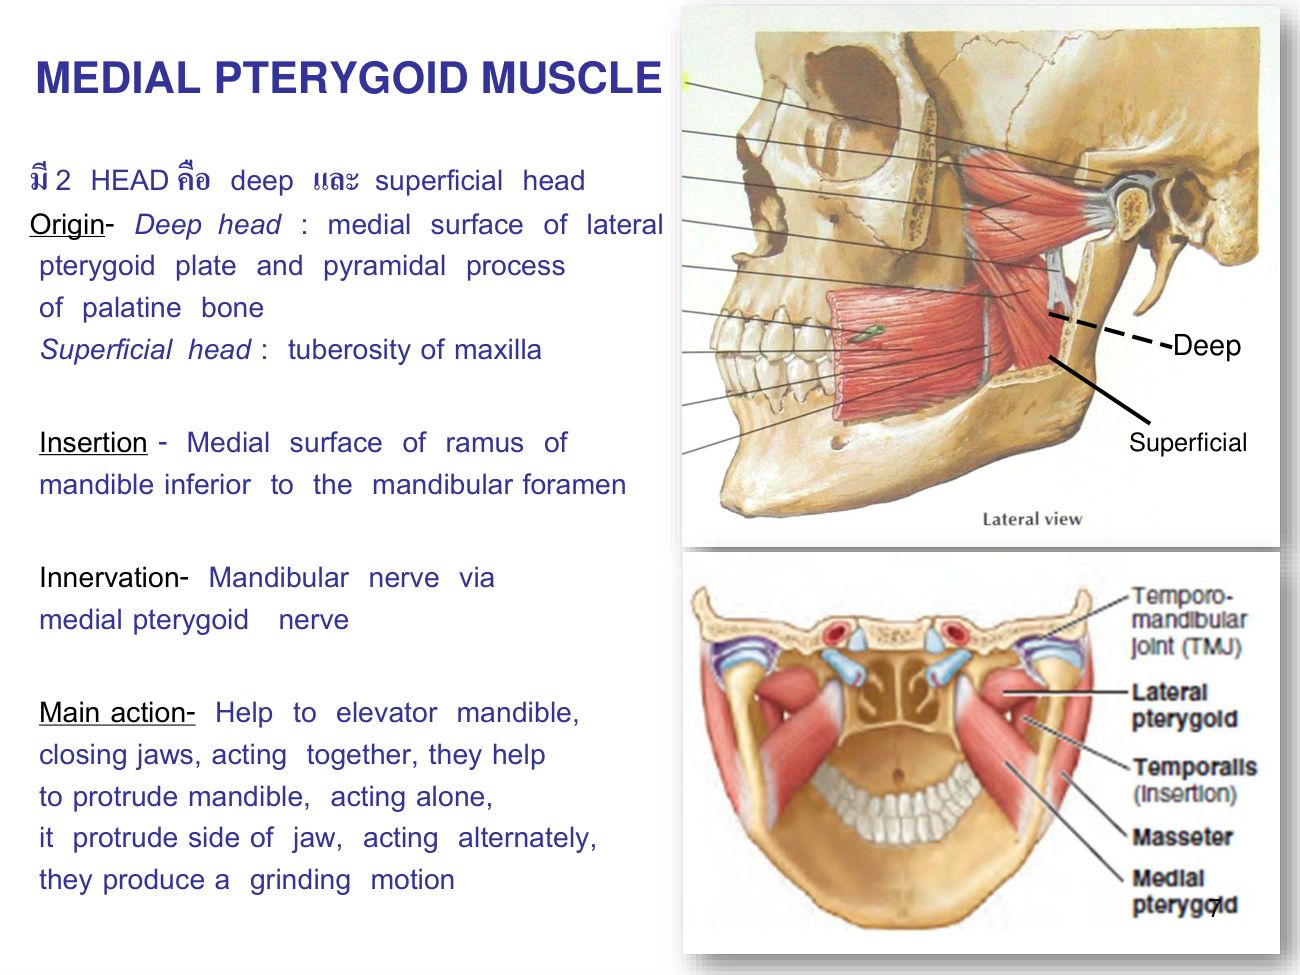 MEDIAL PTERYGOID MUSCLE
มี 2 HEAD คือ deep และ superficial head
Origin- Deep head : medial surface of lateral
pterygoid plate and pyramidal process
of palatine bone
Superficial head : tuberosity of maxilla
Insertion - Medial surface of ramus of
mandible inferior to the mandibular foramen
Innervation- Mandibular nerve via
medial pterygoid nerve
Main action- Help to elevator mandible,
closing jaws, acting together, they help
to protrude mandible, acting alone,
it protrude side of jaw, acting alternately,
they produce a grinding motion
Deep
Superficial
Lateral view
Temporo-
mandibular
joint (TMJ)
Lateral
pterygoid
Temporalis
(insertion)
Masseter
Medial
pterygoid
7